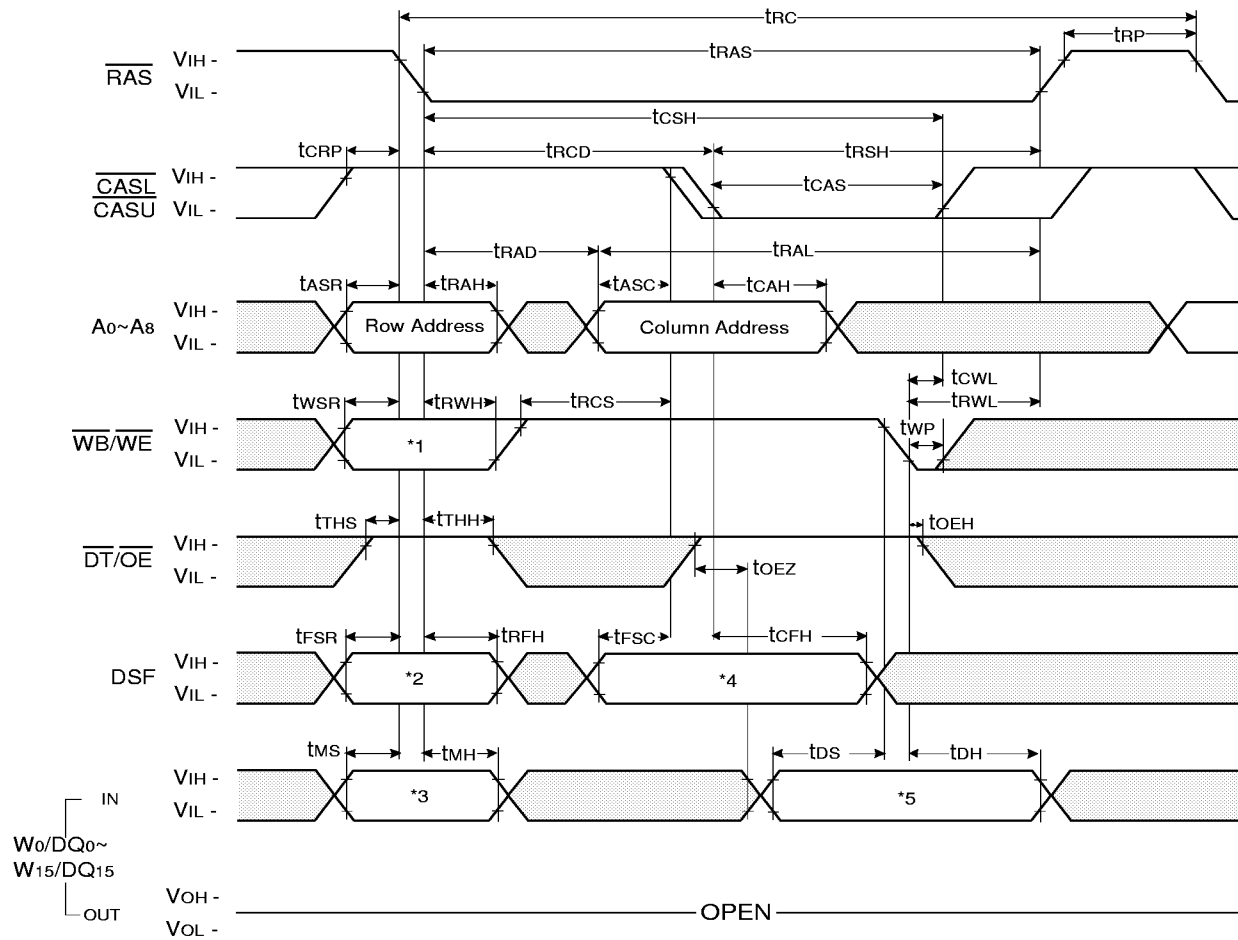 tRC
tRAS
tRP
RAS
VIH -
VIL -
tCSH
tCRP
tRCD
tRSH
CASL
CASU
VIH -
VIL -
tCAS
tRAD
tRAL
tASR
tRAH
tASC
tCAH
A0~A8
VIH -
VIL -
Row Address
Column Address
tCWL
tWSR
tRWH
tRCS
tRWL
tWP
WB/WE
VIH -
VIL -
*1
tTHS
tTHH
tOEH
DT/OE
VIH -
VIL -
tOEZ
tFSR
tRFH
tFSC
tCFH
DSF
VIH -
VIL -
*2
*4
tMS
tMH
tDS
tDH
VIH -
VIL -
*3
*5
IN
W0/DQ0~
W15/DQ15
OUT
VOH -
VOL -
OPEN